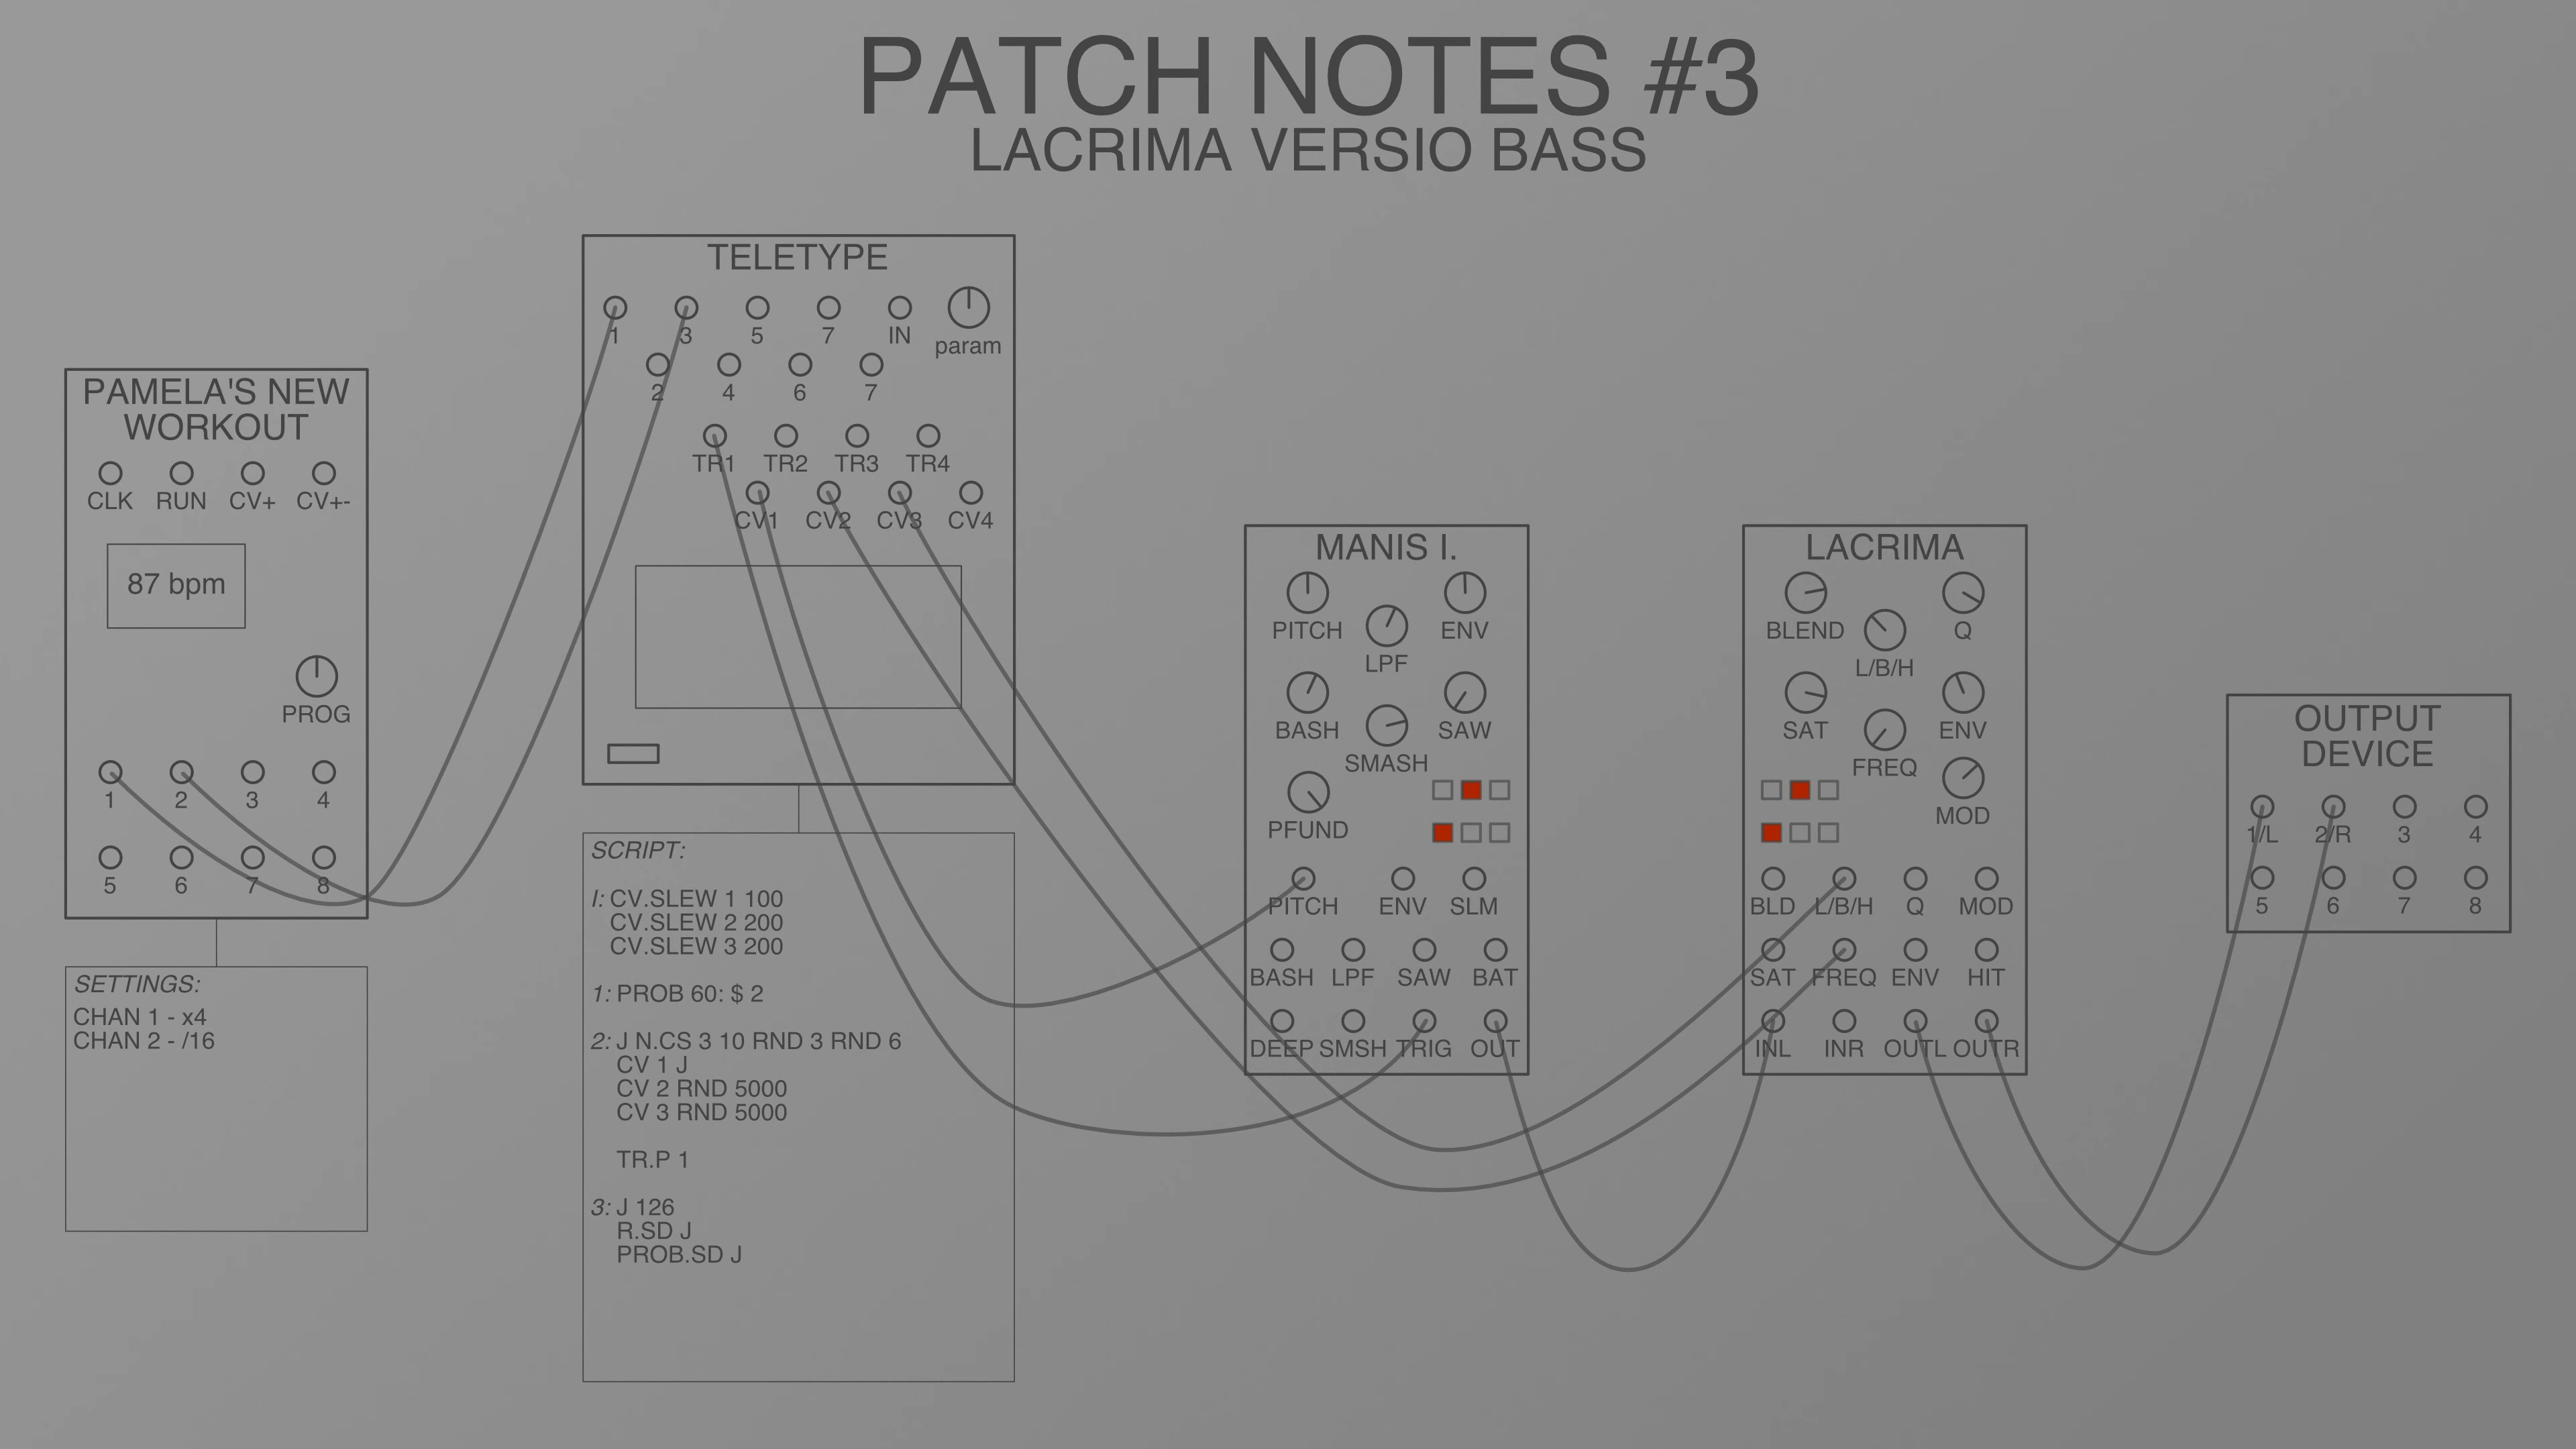 PATCH NOTES #3
LACRIMA VERSIO BASS
PAMELA'S NEW
WORKOUT
CLK RUN CV+ CV+-
87 bpm
PROG
1 2 3 4
5 6 7 8
SETTINGS:
CHAN 1 - x4
CHAN 2 - /16
TELETYPE
1 3 5 7 IN param
2 4 6 7
TR1 TR2 TR3 TR4
CV1 CV2 CV3 CV4
SCRIPT:
I: CV.SLEW 1 100
CV.SLEW 2 200
CV.SLEW 3 200
1: PROB 60: $ 2
2: J N.CS 3 10 RND 3 RND 6
CV 1 J
CV 2 RND 5000
CV 3 RND 5000
TR.P 1
3: J 126
R.SD J
PROB.SD J
MANIS I.
PITCH ENV
LPF
BASH SAW
SMASH
PFUND
PITCH ENV SLM
BASH LPF SAW BAT
DEEP SMSH TRIG OUT
LACRIMA
BLEND Q
L/B/H
SAT ENV
FREQ
MOD
BLD L/B/H Q MOD
SAT FREQ ENV HIT
INL INR OUTL OUTR
OUTPUT
DEVICE
1/L 2/R 3 4
5 6 7 8